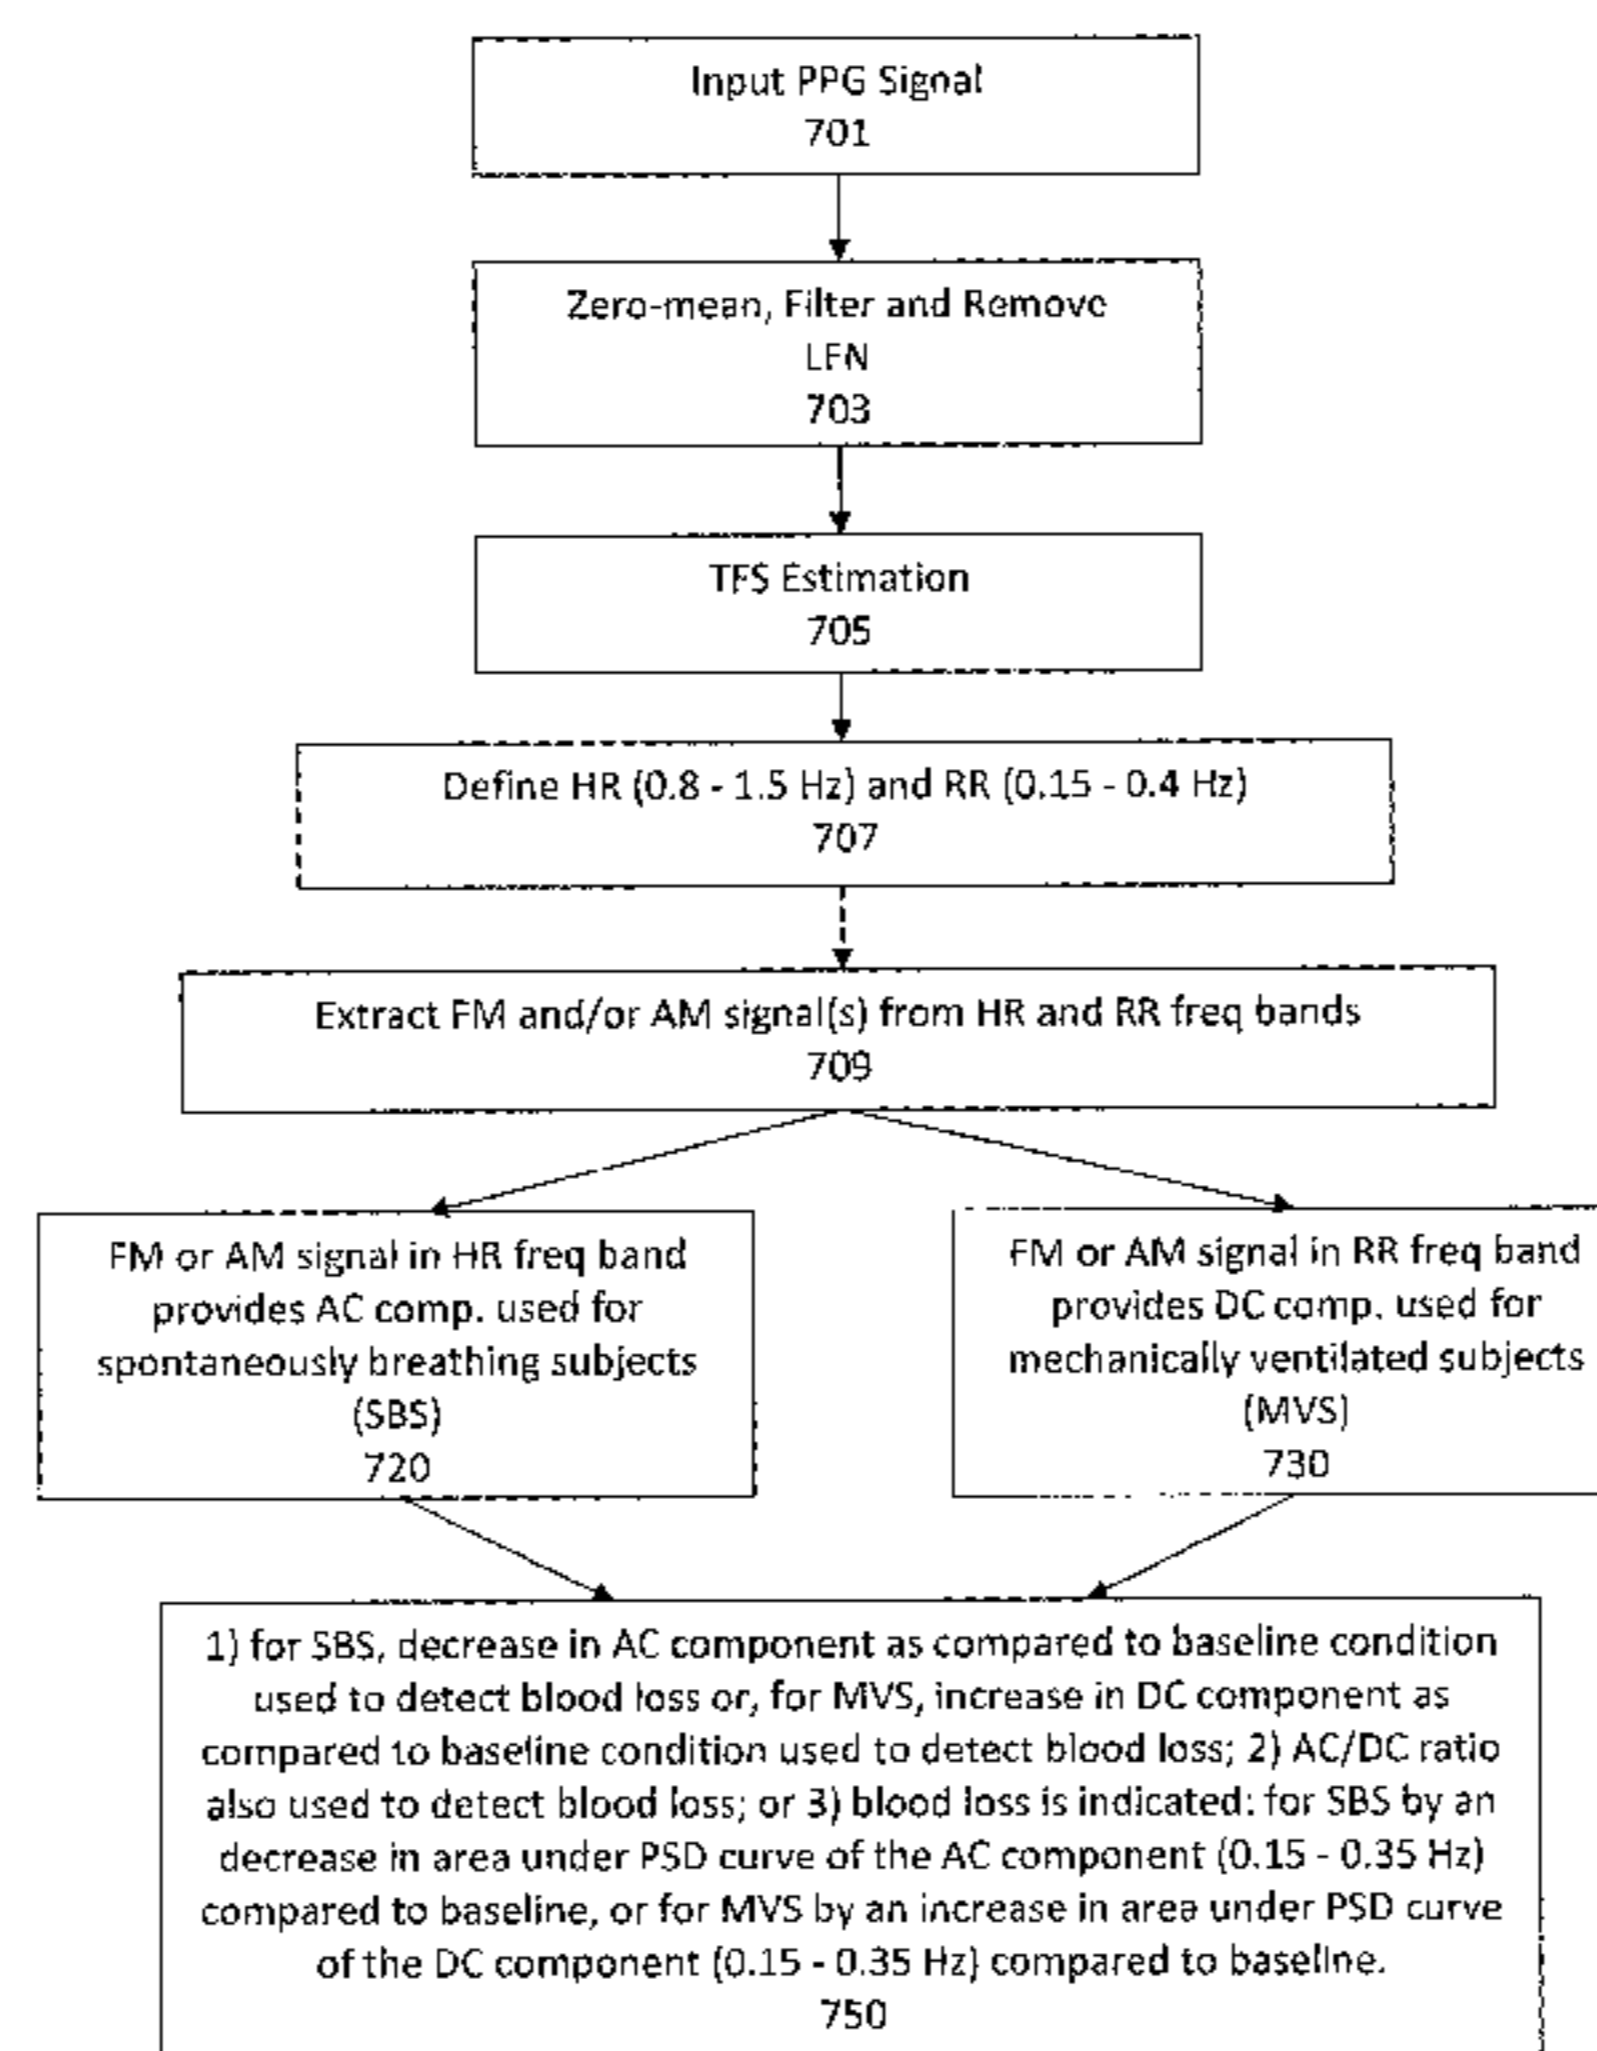 Input PPG Signal
701
Zero-mean, Filter and Remove
LFN
703
TFS Estimation
705
Define HR (0.8 - 1.5 Hz) and RR (0.15 - 0.4 Hz)
707
Extract FM and/or AM signal(s) from HR and RR freq bands
709
FM or AM signal in HR freq band
provides AC comp. used for
spontaneously breathing subjects
(SBS)
720
FM or AM signal in RR freq band
provides DC comp. used for
mechanically ventilated subjects
(MVS)
730
1) for SBS, decrease in AC component as compared to baseline condition
used to detect blood loss or, for MVS, increase in DC component as
compared to baseline condition used to detect blood loss; 2) AC/DC ratio
also used to detect blood loss; or 3) blood loss is indicated: for SBS by an
decrease in area under PSD curve of the AC component (0.15 - 0.35 Hz)
compared to baseline, or for MVS by an increase in area under PSD curve
of the DC component (0.15 - 0.35 Hz) compared to baseline.
750